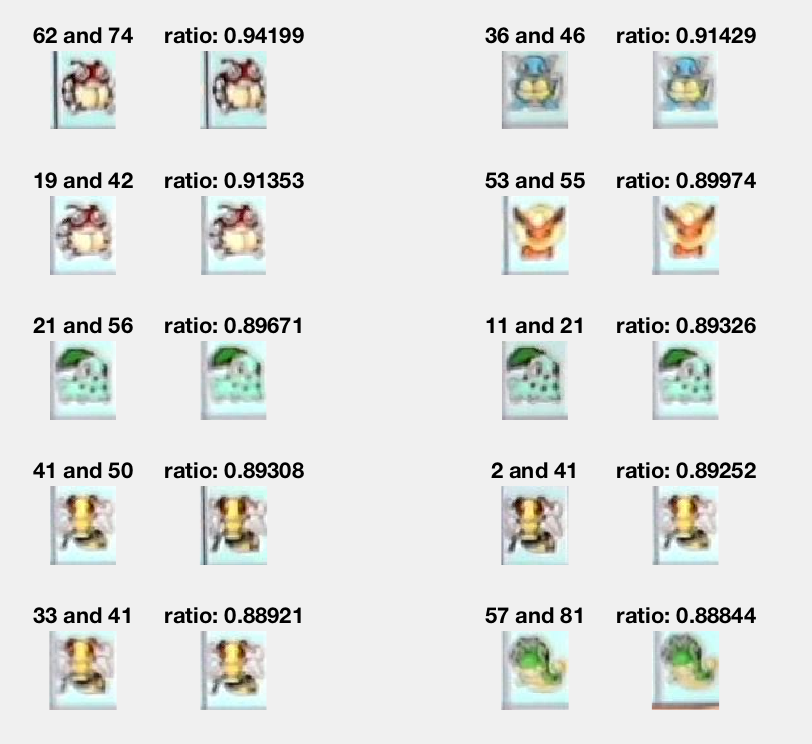 62 and 74 ratio: 0.94199 36 and 46 ratio: 0.91429
19 and 42 ratio: 0.91353 53 and 55 ratio: 0.89974
21 and 56 ratio: 0.89671 11 and 21 ratio: 0.89326
41 and 50 ratio: 0.89308 2 and 41 ratio: 0.89252
33 and 41 ratio: 0.88921 57 and 81 ratio: 0.88844